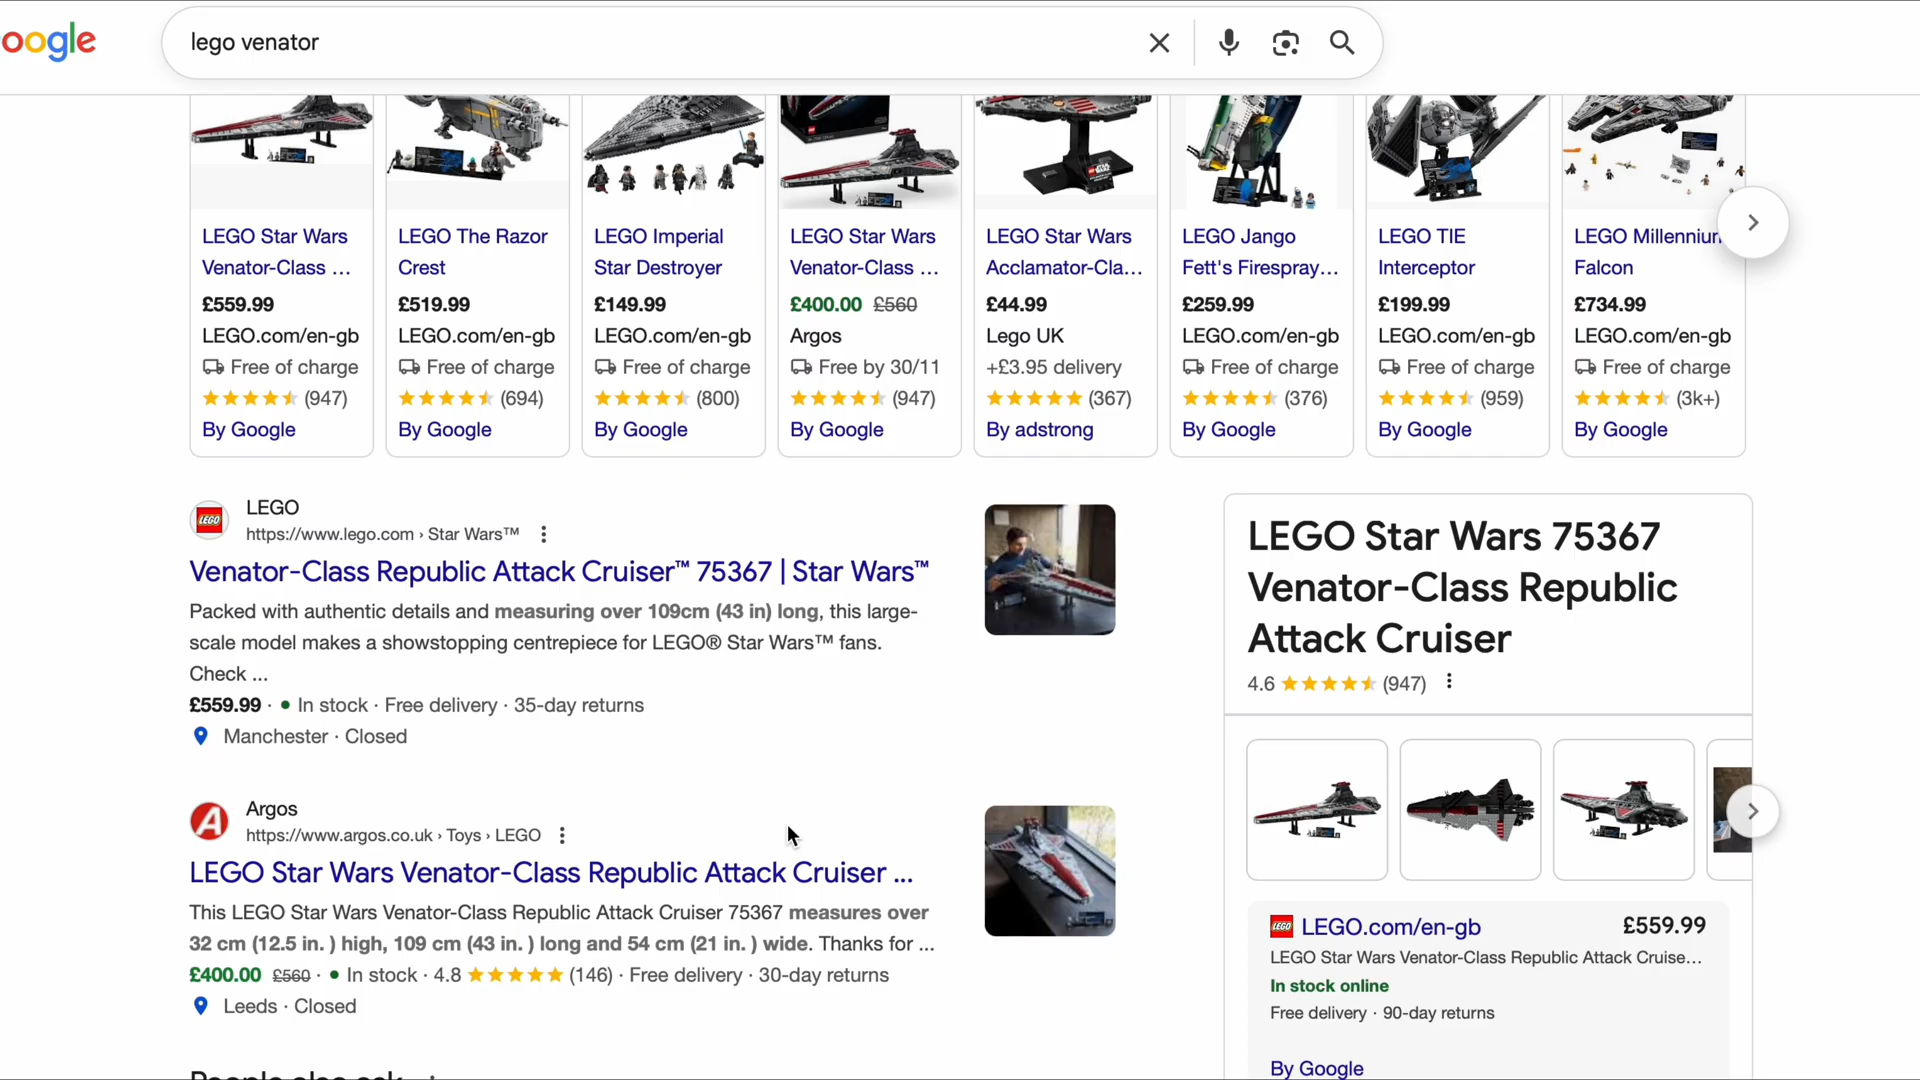 oogle
lego venator
LEGO Star Wars
Venator-Class ...
£559.99
LEGO.com/en-gb
Free of charge
(947)
By Google
LEGO The Razor
Crest
£519.99
LEGO.com/en-gb
Free of charge
(694)
By Google
LEGO Imperial
Star Destroyer
£149.99
LEGO.com/en-gb
Free of charge
(800)
By Google
LEGO Star Wars
Venator-Class ...
£400.00 £560
Argos
Free by 30/11
(947)
By Google
LEGO Star Wars
Acclamator-Cla...
£44.99
Lego UK
+£3.95 delivery
(367)
By adstrong
LEGO Jango
Fett's Firespray...
£259.99
LEGO.com/en-gb
Free of charge
(376)
By Google
LEGO TIE
Interceptor
£199.99
LEGO.com/en-gb
Free of charge
(959)
By Google
LEGO Millenniu
Falcon
£734.99
LEGO.com/en-gb
Free of charge
(3k+)
By Google
LEGO
LEGO
https://www.lego.com › Star Wars™
Venator-Class Republic Attack Cruiser™ 75367 | Star Wars™
Packed with authentic details and measuring over 109cm (43 in) long, this large-
scale model makes a showstopping centrepiece for LEGO® Star Wars™ fans.
Check ...
£559.99 · In stock · Free delivery · 35-day returns
Manchester · Closed
Argos
https://www.argos.co.uk › Toys › LEGO
LEGO Star Wars Venator-Class Republic Attack Cruiser ...
This LEGO Star Wars Venator-Class Republic Attack Cruiser 75367 measures over
32 cm (12.5 in. ) high, 109 cm (43 in. ) long and 54 cm (21 in. ) wide. Thanks for ...
£400.00 £560 · In stock · 4.8 (146) · Free delivery · 30-day returns
Leeds · Closed
People also ask
LEGO Star Wars 75367
Venator-Class Republic
Attack Cruiser
4.6 (947)
LEGO
LEGO.com/en-gb £559.99
LEGO Star Wars Venator-Class Republic Attack Cruise...
In stock online
Free delivery · 90-day returns
By Google